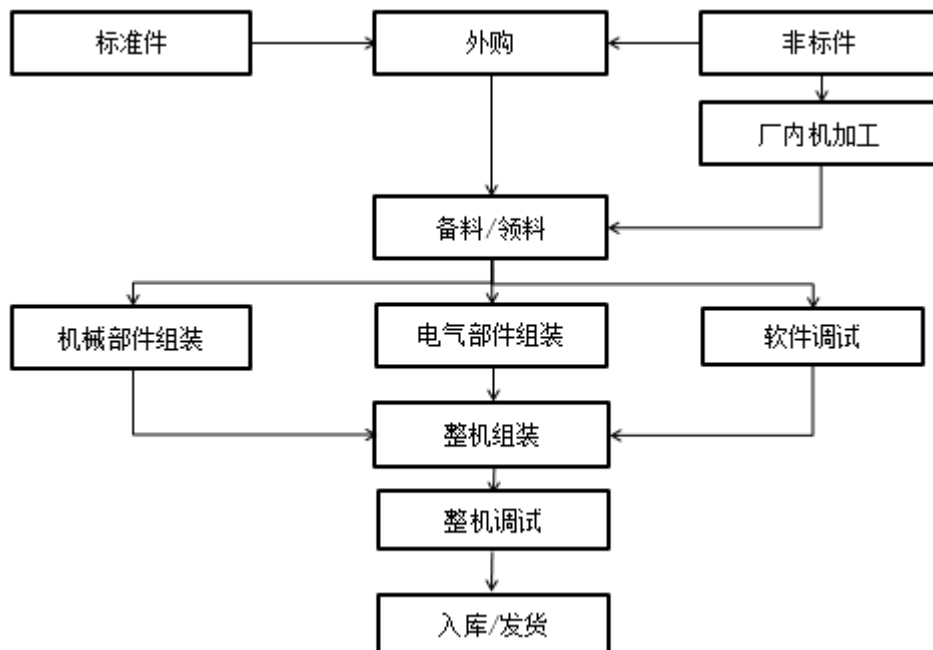 标准件
外购
非标件
厂内机加工
备料/领料
机械部件组装
电气部件组装
软件调试
整机组装
整机调试
入库/发货